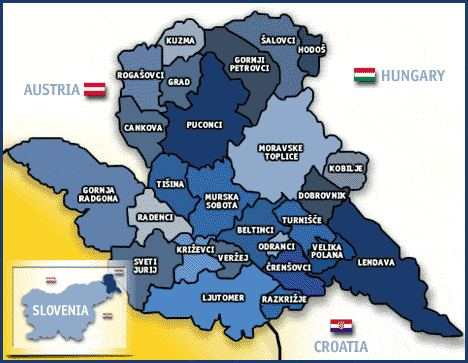 KUZMA
ŠALOVCI
HODOŠ
GORNJI
PETROVCI
ROGAŠOVCI
GRAD
AUSTRIA
HUNGARY
CANKOVA
PUCONCI
MORAVSKE
TOPLICE
KOBILJE
GORNJA
RADGONA
TIŠINA
MURSKA
SOBOTA
DOBROVNIK
RADENCI
TURNIŠČE
BELTINCI
SVETI
JURIJ
KRIŽEVCI
VERŽEJ
ODRANCI
VELIKA
POLANA
LENDAVA
ČRENŠOVCI
LJUTOMER
RAZKRIŽJE
SLOVENIA
CROATIA